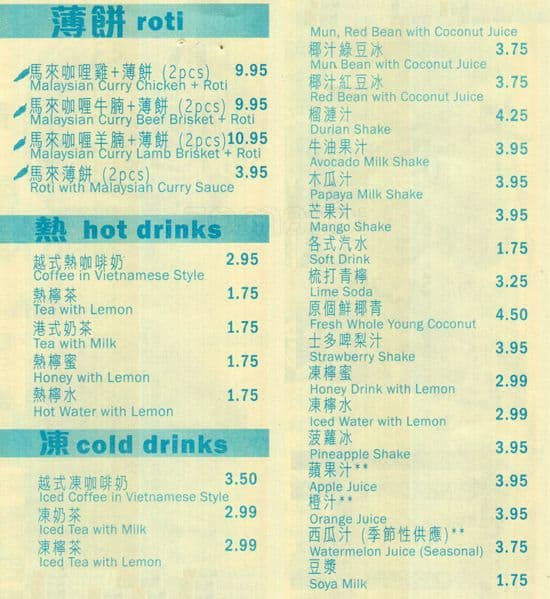 薄餅 roti
馬來咖哩雞+薄餅 (2pcs) 9.95
Malaysian Curry Chicken + Roti
馬來咖喱牛腩+薄餅 (2pcs) 9.95
Malaysian Curry Beef Brisket + Roti
馬來咖喱羊腩+薄餅 (2pcs) 10.95
Malaysian Curry Lamb Brisket + Roti
馬來薄餅 (2pcs) 3.95
Roti with Malaysian Curry Sauce
熱 hot drinks
越式熱咖啡奶 2.95
Coffee in Vietnamese Style
熱檸茶 1.75
Tea with Lemon
港式奶茶 1.75
Tea with Milk
熱檸蜜 1.75
Honey with Lemon
熱檸水 1.75
Hot Water with Lemon
凍 cold drinks
越式凍咖啡奶 3.50
Iced Coffee in Vietnamese Style
凍奶茶 2.99
Iced Tea with Milk
凍檸茶 2.99
Iced Tea with Lemon
Mun, Red Bean with Coconut Juice
椰汁綠豆冰 3.75
Mun Bean with Coconut Juice
椰汁紅豆冰 3.75
Red Bean with Coconut Juice
榴漣汁 4.25
Durian Shake
牛油果汁 3.95
Avocado Milk Shake
木瓜汁 3.95
Papaya Milk Shake
芒果汁 3.95
Mango Shake
各式汽水 1.75
Soft Drink
梳打青檸 3.25
Lime Soda
原個鮮椰青 4.50
Fresh Whole Young Coconut
士多啤梨汁 3.95
Strawberry Shake
凍檸蜜 2.99
Honey Drink with Lemon
凍檸水 2.99
Iced Water with Lemon
菠蘿冰 3.95
Pineapple Shake
蘋果汁** 3.95
Apple Juice
橙汁** 3.95
Orange Juice
西瓜汁 (季節性供應)** 3.75
Watermelon Juice (Seasonal)
豆漿 1.75
Soya Milk